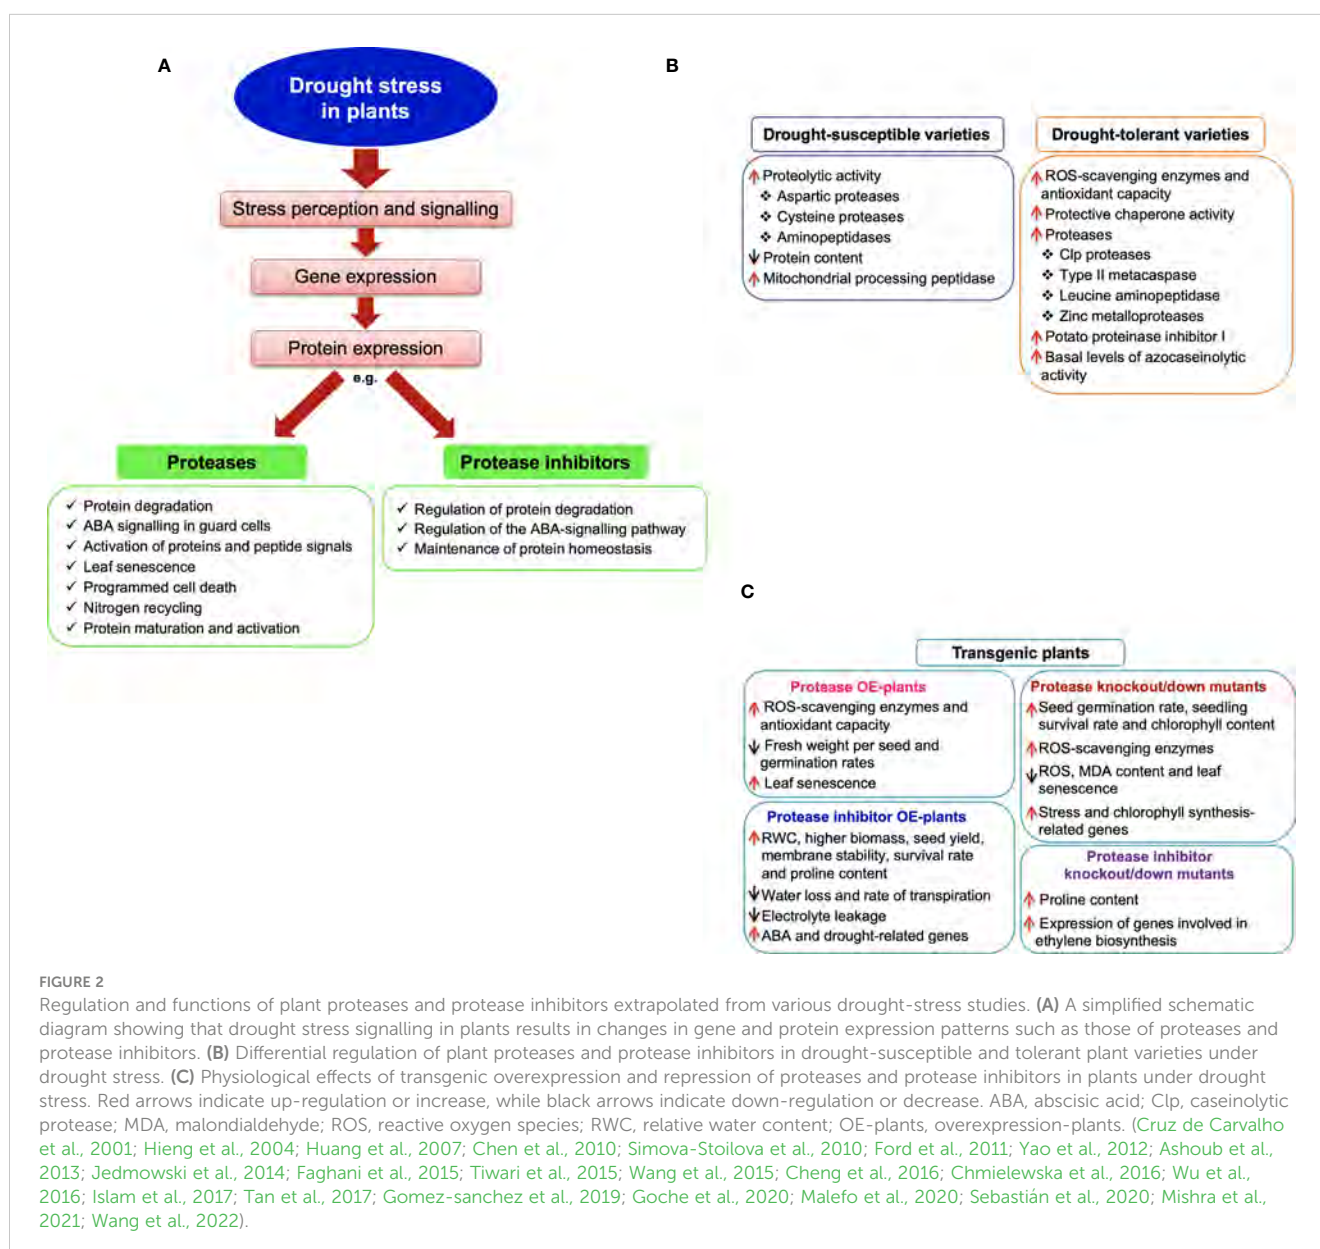 A
Drought stress
in plants
Stress perception and signalling
Gene expression
Protein expression
e.g.
Proteases
✓ Protein degradation
✓ ABA signalling in guard cells
✓ Activation of proteins and peptide signals
✓ Leaf senescence
✓ Programmed cell death
✓ Nitrogen recycling
✓ Protein maturation and activation
Protease inhibitors
✓ Regulation of protein degradation
✓ Regulation of the ABA-signalling pathway
✓ Maintenance of protein homeostasis
B
Drought-susceptible varieties
↑ Proteolytic activity
❖ Aspartic proteases
❖ Cysteine proteases
❖ Aminopeptidases
↓ Protein content
↑ Mitochondrial processing peptidase
Drought-tolerant varieties
↑ ROS-scavenging enzymes and
antioxidant capacity
↑ Protective chaperone activity
↑ Proteases
❖ Clp proteases
❖ Type II metacaspase
❖ Leucine aminopeptidase
❖ Zinc metalloproteases
↑ Potato proteinase inhibitor I
↑ Basal levels of azocaseinolytic
activity
C
Transgenic plants
Protease OE-plants
↑ ROS-scavenging enzymes and
antioxidant capacity
↓ Fresh weight per seed and
germination rates
↑ Leaf senescence
Protease knockout/down mutants
↑ Seed germination rate, seedling
survival rate and chlorophyll content
↑ ROS-scavenging enzymes
↓ ROS, MDA content and leaf
senescence
↑ Stress and chlorophyll synthesis-
related genes
Protease inhibitor OE-plants
↑ RWC, higher biomass, seed yield,
membrane stability, survival rate
and proline content
↓ Water loss and rate of transpiration
↓ Electrolyte leakage
↑ ABA and drought-related genes
Protease inhibitor
knockout/down mutants
↑ Proline content
↑ Expression of genes involved in
ethylene biosynthesis
FIGURE 2
Regulation and functions of plant proteases and protease inhibitors extrapolated from various drought-stress studies. (A) A simplified schematic
diagram showing that drought stress signalling in plants results in changes in gene and protein expression patterns such as those of proteases and
protease inhibitors. (B) Differential regulation of plant proteases and protease inhibitors in drought-susceptible and tolerant plant varieties under
drought stress. (C) Physiological effects of transgenic overexpression and repression of proteases and protease inhibitors in plants under drought
stress. Red arrows indicate up-regulation or increase, while black arrows indicate down-regulation or decrease. ABA, abscisic acid; Clp, caseinolytic
protease; MDA, malondialdehyde; ROS, reactive oxygen species; RWC, relative water content; OE-plants, overexpression-plants. (Cruz de Carvalho
et al., 2001; Hieng et al., 2004; Huang et al., 2007; Chen et al., 2010; Simova-Stoilova et al., 2010; Ford et al., 2011; Yao et al., 2012; Ashoub et al.,
2013; Jedmowski et al., 2014; Faghani et al., 2015; Tiwari et al., 2015; Wang et al., 2015; Cheng et al., 2016; Chmielewska et al., 2016; Wu et al.,
2016; Islam et al., 2017; Tan et al., 2017; Gomez-sanchez et al., 2019; Goche et al., 2020; Malefo et al., 2020; Sebastián et al., 2020; Mishra et al.,
2021; Wang et al., 2022).